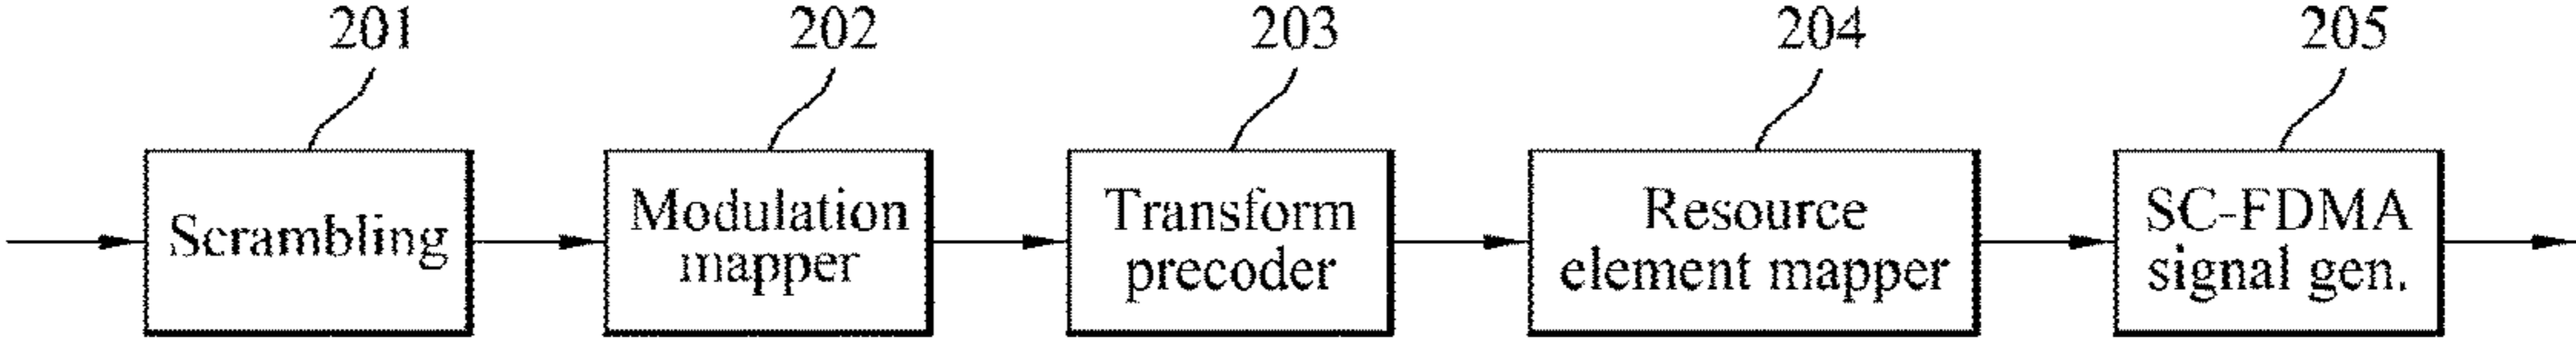 201 202 203 204 205
Scrambling
Modulation
mapper
Transform
precoder
Resource
element mapper
SC-FDMA
signal gen.